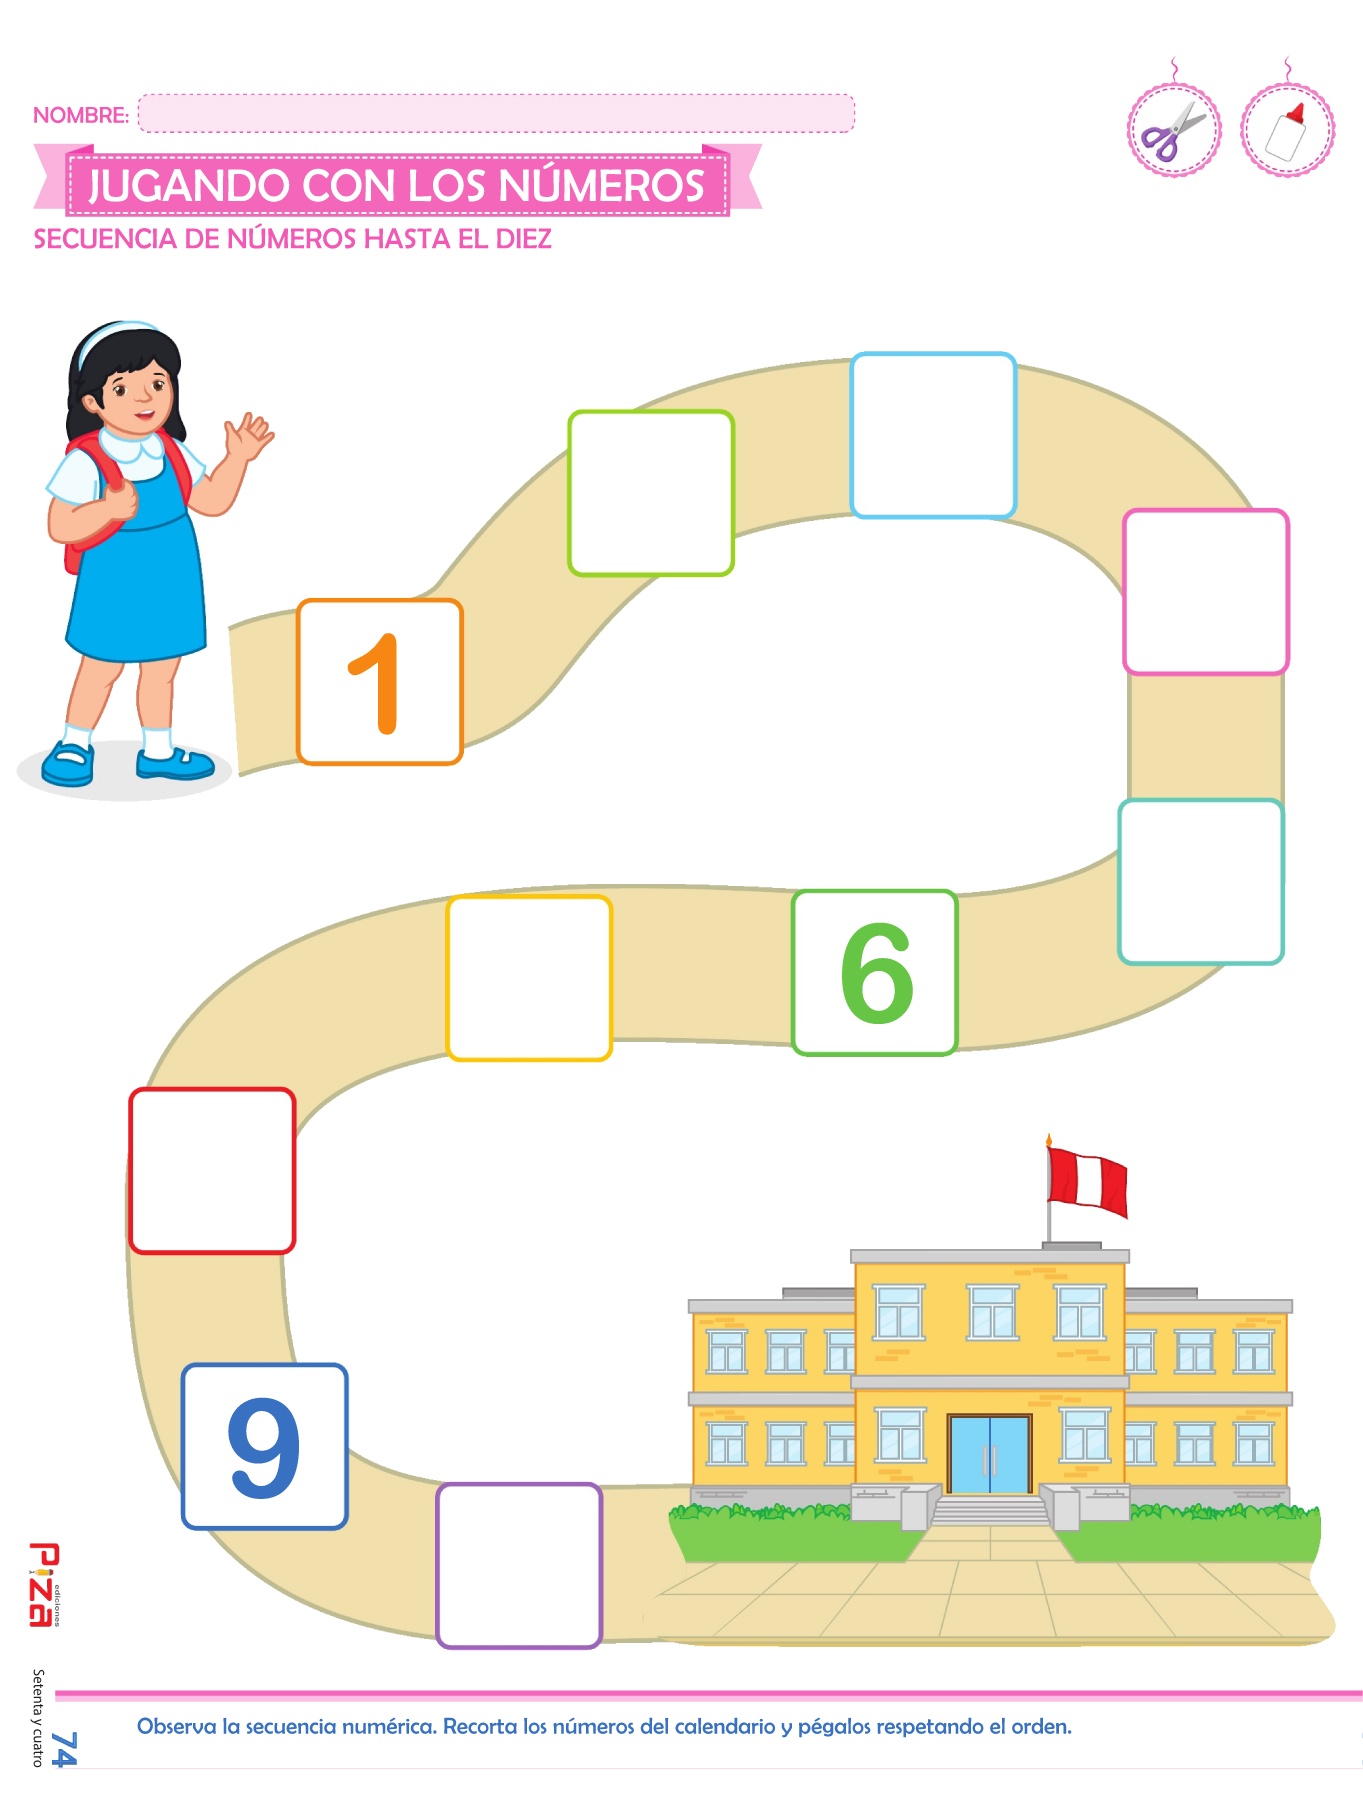 NOMBRE:
JUGANDO CON LOS NÚMEROS
SECUENCIA DE NÚMEROS HASTA EL DIEZ
1
6
9
Piza
ediciones
Setenta y cuatro
74
Observa la secuencia numérica. Recorta los números del calendario y pégalos respetando el orden.